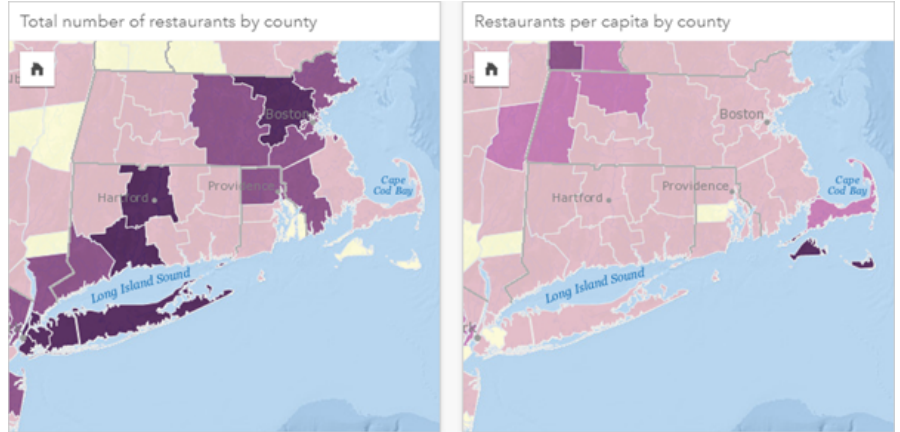 Total number of restaurants by county
Boston
Hartford
Providence
Cape
Cod Bay
Long Island Sound
Restaurants per capita by county
Boston
Hartford
Providence
Cape
Cod Bay
Long Island Sound